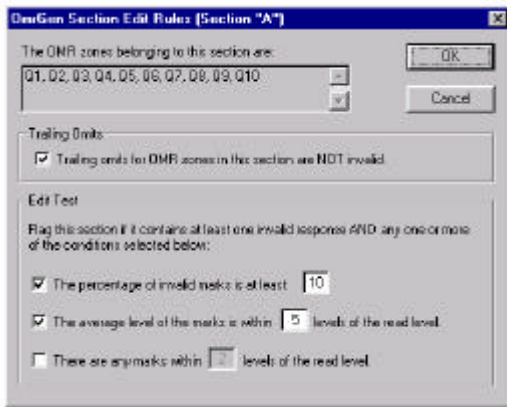 OmrGen Section Edit Rules (Section "A")
The OMR zones belonging to this section are:
Q1, Q2, Q3, Q4, Q5, Q6, Q7, Q8, Q9, Q10
OK
Cancel
Trailing Omits
Trailing omits for OMR zones in this section are NOT invalid.
Edit Test
Flag this section if it contains at least one invalid response AND any one or more
of the conditions selected below:
The percentage of invalid marks is at least 10
The average level of the marks is within 5 levels of the read level.
There are any marks within 2 levels of the read level.